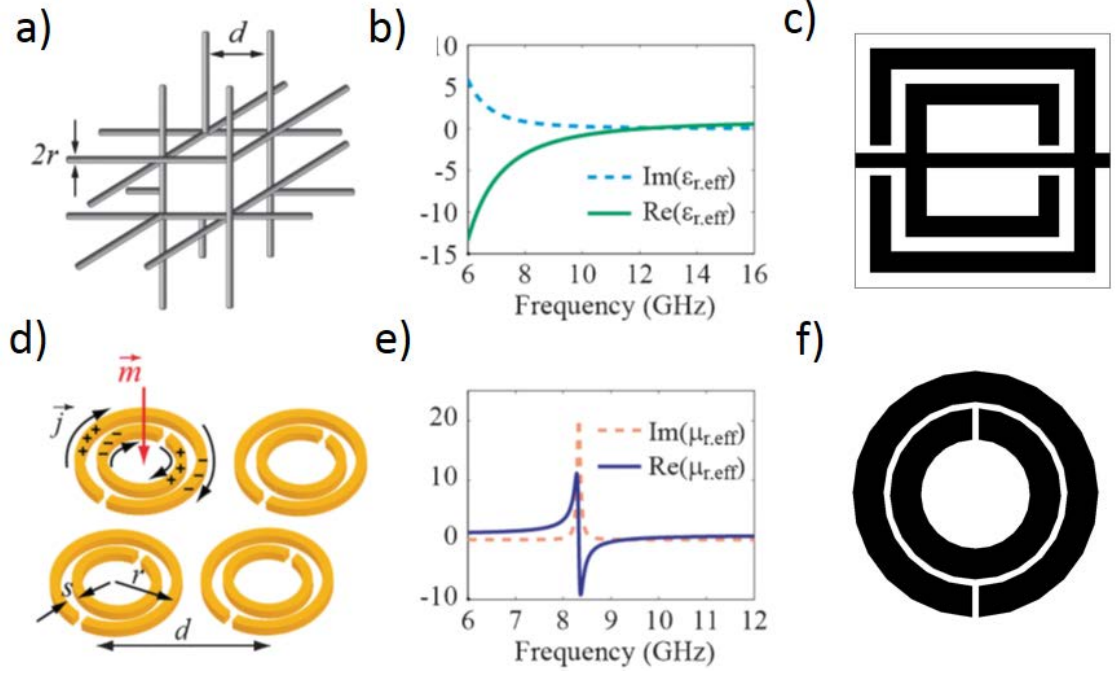 a)
d
2r
b)
10
5
0
-5
-10
-15
Im(εr,eff)
Re(εr,eff)
6 8 10 12 14 16
Frequency (GHz)
c)
d)
m
j
+ + + - - -
+ + + - - -
r
s
d
e)
20
10
0
-10
Im(μr,eff)
Re(μr,eff)
6 7 8 9 10 11 12
Frequency (GHz)
f)